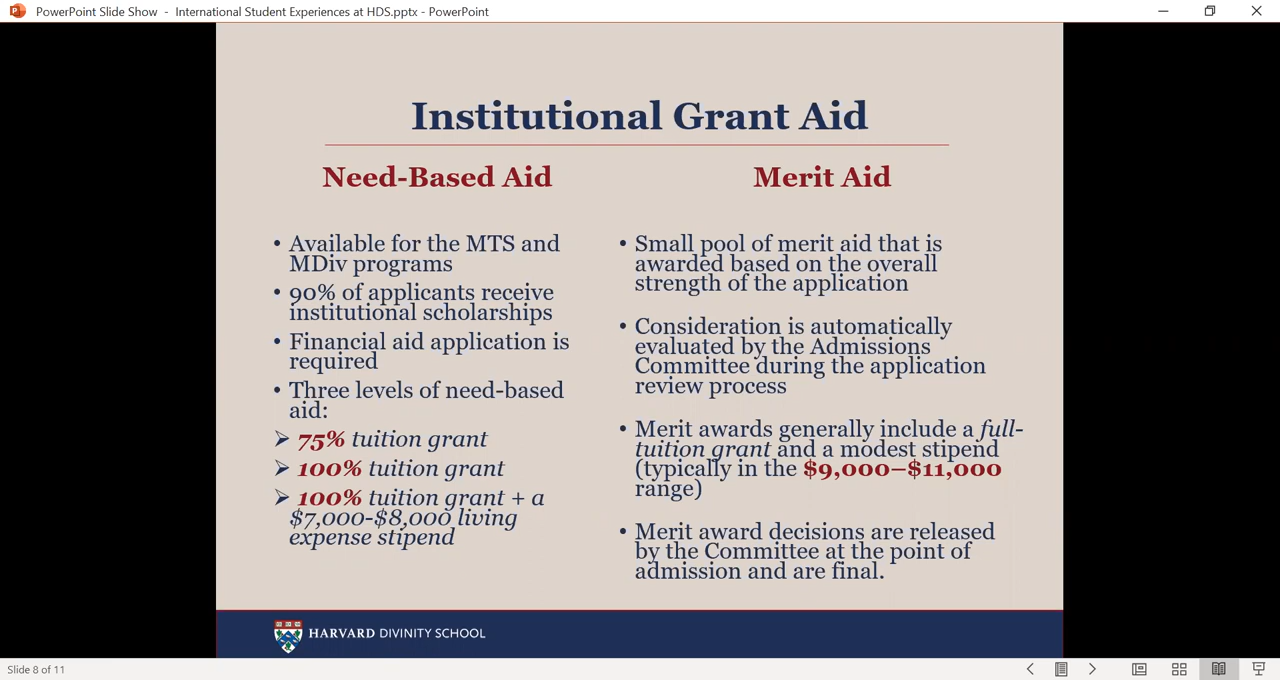 PowerPoint Slide Show - International Student Experiences at HDS.pptx - PowerPoint
Institutional Grant Aid
Need-Based Aid
• Available for the MTS and
MDiv programs
• 90% of applicants receive
institutional scholarships
• Financial aid application is
required
• Three levels of need-based
aid:
➢ 75% tuition grant
➢ 100% tuition grant
➢ 100% tuition grant + a
$7,000-$8,000 living
expense stipend
Merit Aid
• Small pool of merit aid that is
awarded based on the overall
strength of the application
• Consideration is automatically
evaluated by the Admissions
Committee during the application
review process
• Merit awards generally include a full-
tuition grant and a modest stipend
(typically in the $9,000–$11,000
range)
• Merit award decisions are released
by the Committee at the point of
admission and are final.
HARVARD DIVINITY SCHOOL
Slide 8 of 11